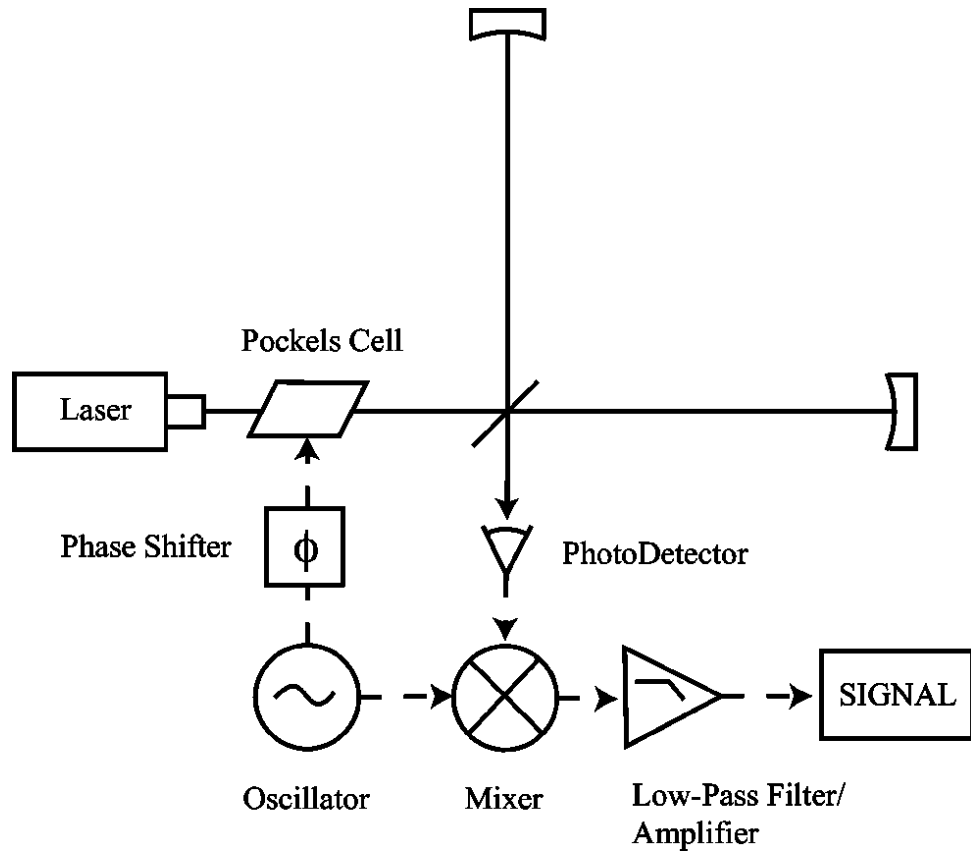 Pockels Cell
Laser
Phase Shifter
ϕ
PhotoDetector
SIGNAL
Oscillator
Mixer
Low-Pass Filter/
Amplifier